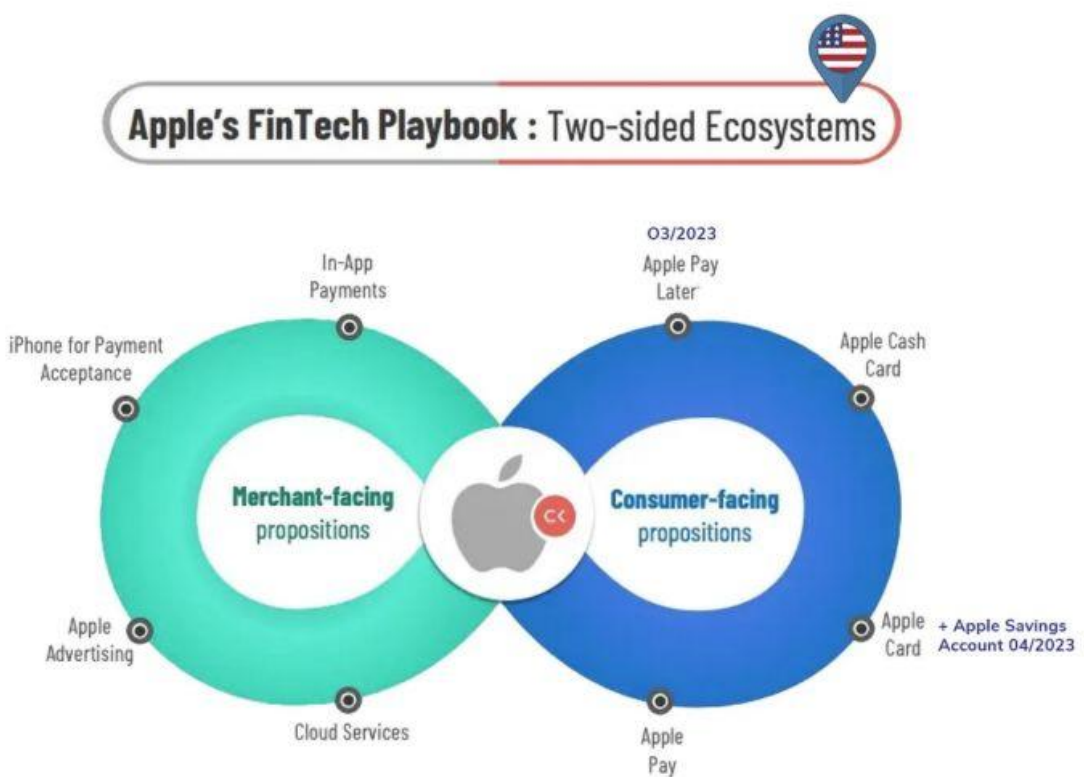 Apple's FinTech Playbook : Two-sided Ecosystems
In-App
Payments
iPhone for Payment
Acceptance
Merchant-facing
propositions
Apple
Advertising
Cloud Services
O3/2023
Apple Pay
Later
Apple Cash
Card
CK
Consumer-facing
propositions
Apple
Card
+ Apple Savings
Account 04/2023
Apple
Pay